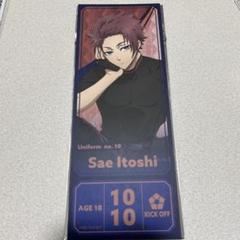 Uniform no.10
Sae Itoshi
AGE 18
10
10
KICK OFF